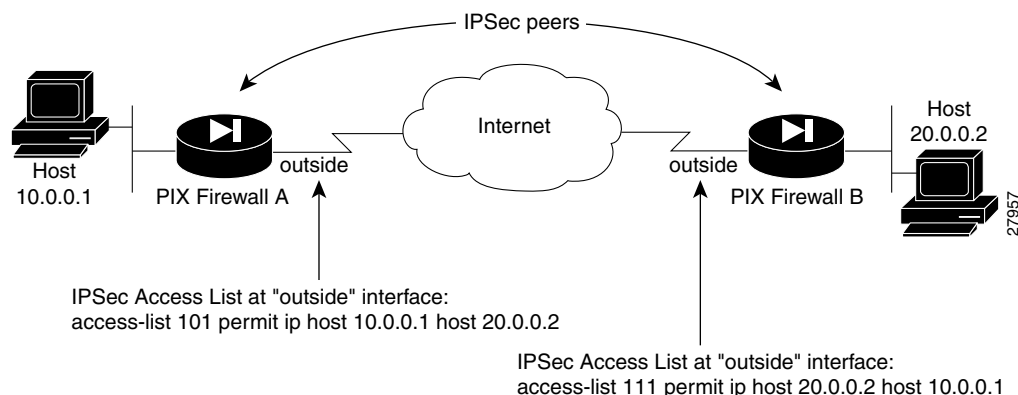 IPSec peers
Host
10.0.0.1
PIX Firewall A
outside
Internet
outside
PIX Firewall B
Host
20.0.0.2
27957
IPSec Access List at "outside" interface:
access-list 101 permit ip host 10.0.0.1 host 20.0.0.2
IPSec Access List at "outside" interface:
access-list 111 permit ip host 20.0.0.2 host 10.0.0.1